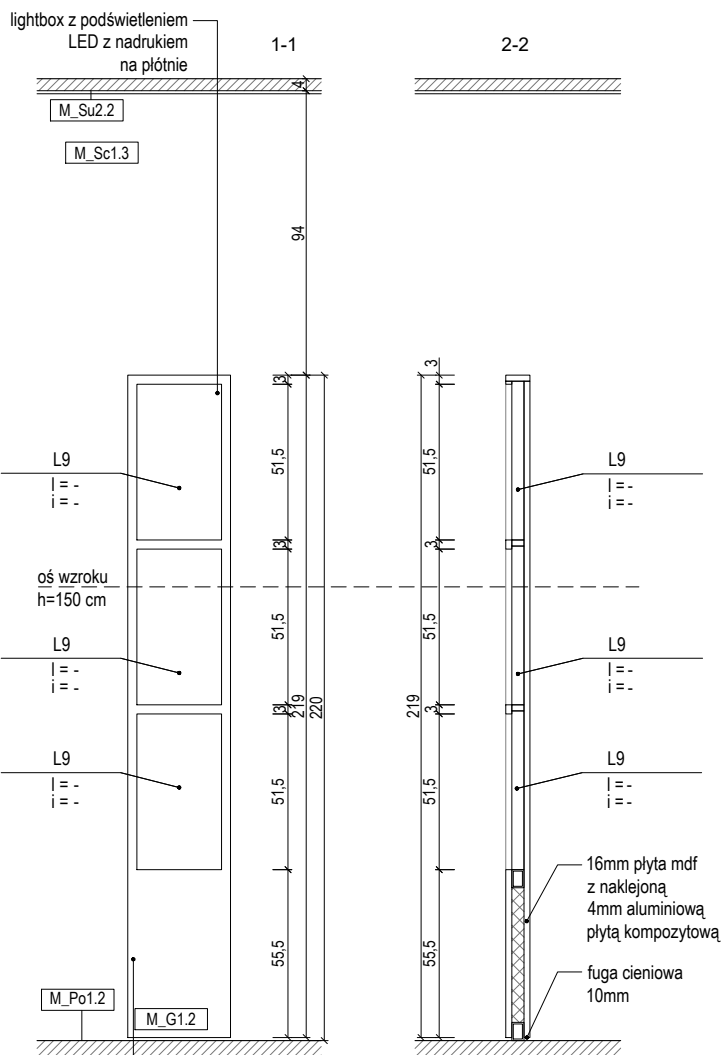 lightbox z podświetleniem
LED z nadrukiem
na płótnie
1-1
2-2
4
M_Su2.2
M_Sc1.3
94
3
3
51,5
51,5
L9
l = -
i = -
L9
l = -
i = -
3
3
oś wzroku
h=150 cm
51,5
51,5
L9
l = -
i = -
L9
l = -
i = -
219
220
219
3
3
51,5
51,5
L9
l = -
i = -
L9
l = -
i = -
16mm płyta mdf
z naklejoną
4mm aluminiową
płytą kompozytową
55,5
55,5
fuga cieniowa
10mm
M_Po1.2
M_G1.2